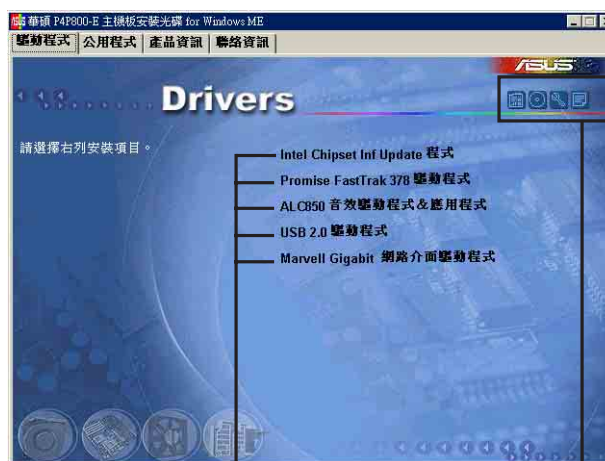 華碩 P4P800-E 主機板安裝光碟 for Windows ME
驅動程式 公用程式 產品資訊 聯絡資訊
ASUS
Drivers
請選擇右列安裝項目。
Intel Chipset Inf Update 程式
Promise FastTrak 378 驅動程式
ALC850 音效驅動程式&應用程式
USB 2.0 驅動程式
Marvell Gigabit 網路介面驅動程式